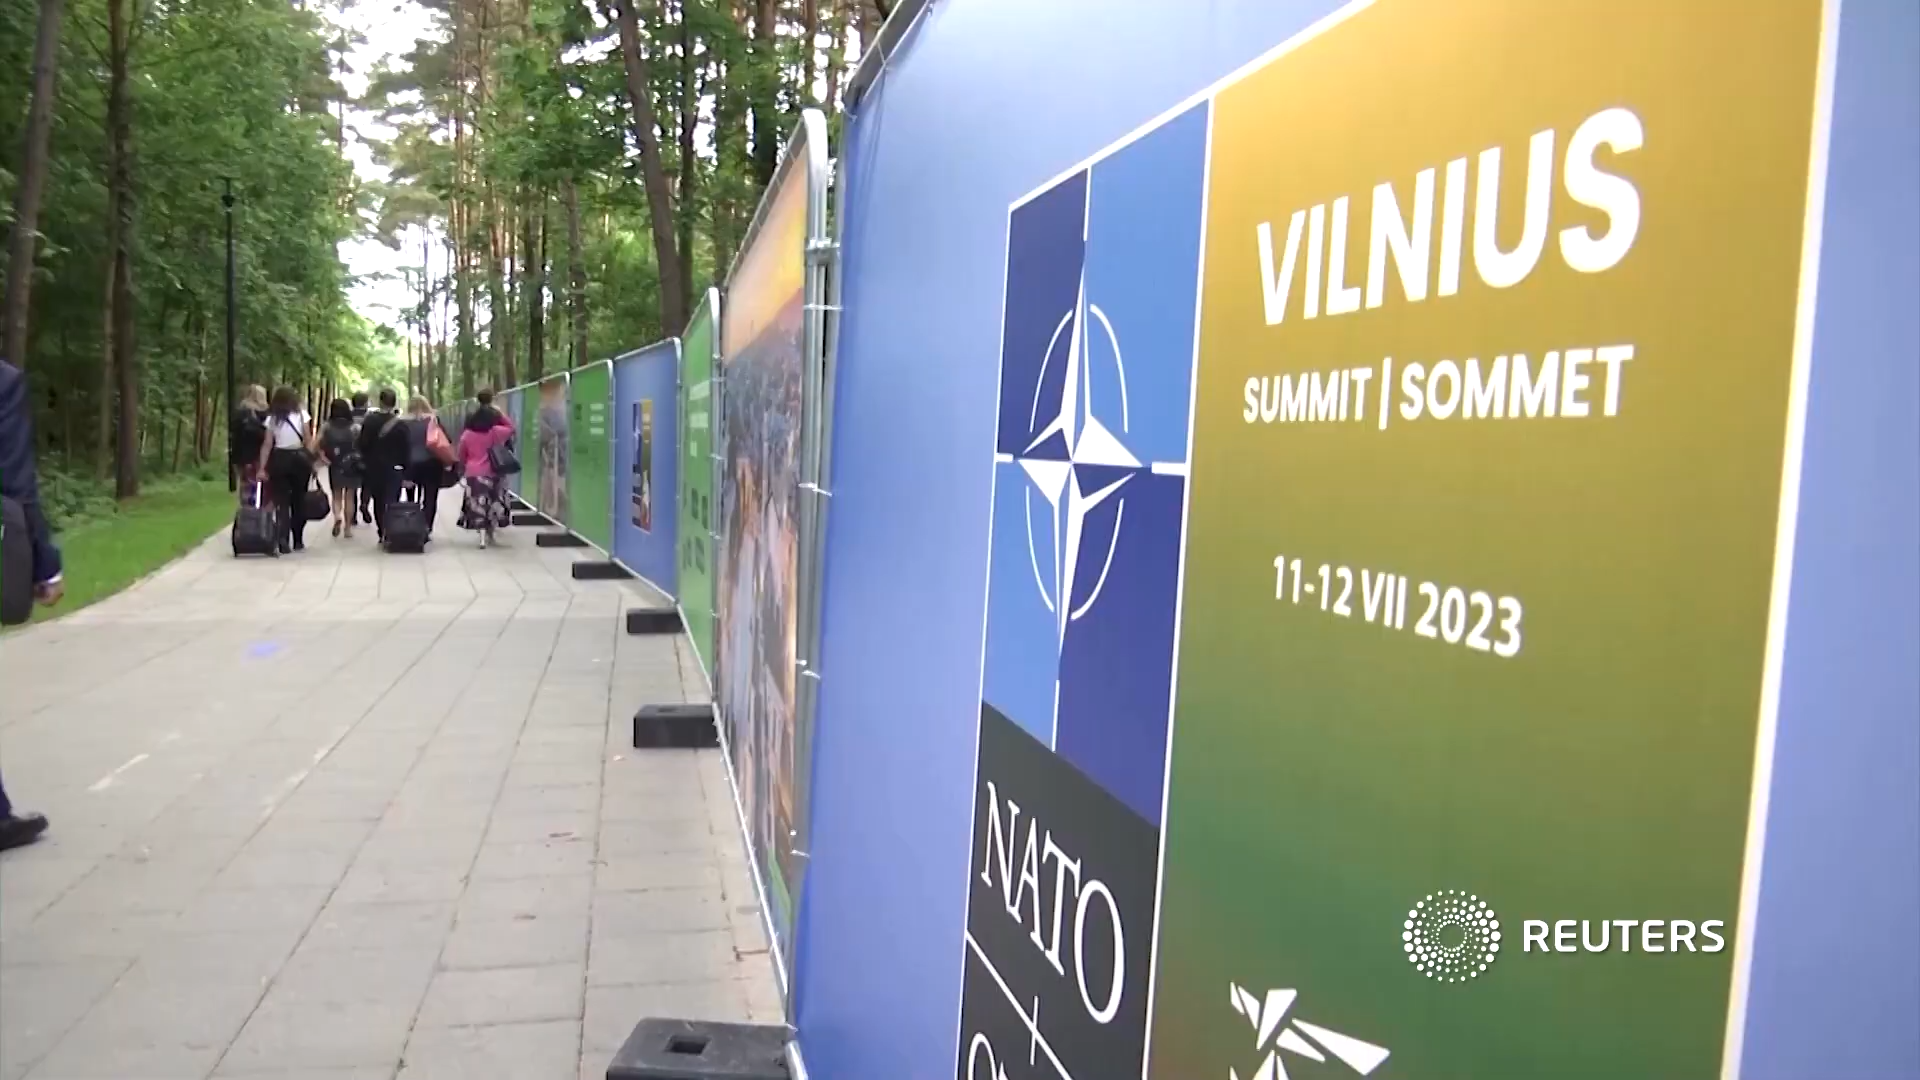 VILNIUS
SUMMIT | SOMMET
11-12 VII 2023
NATO
REUTERS